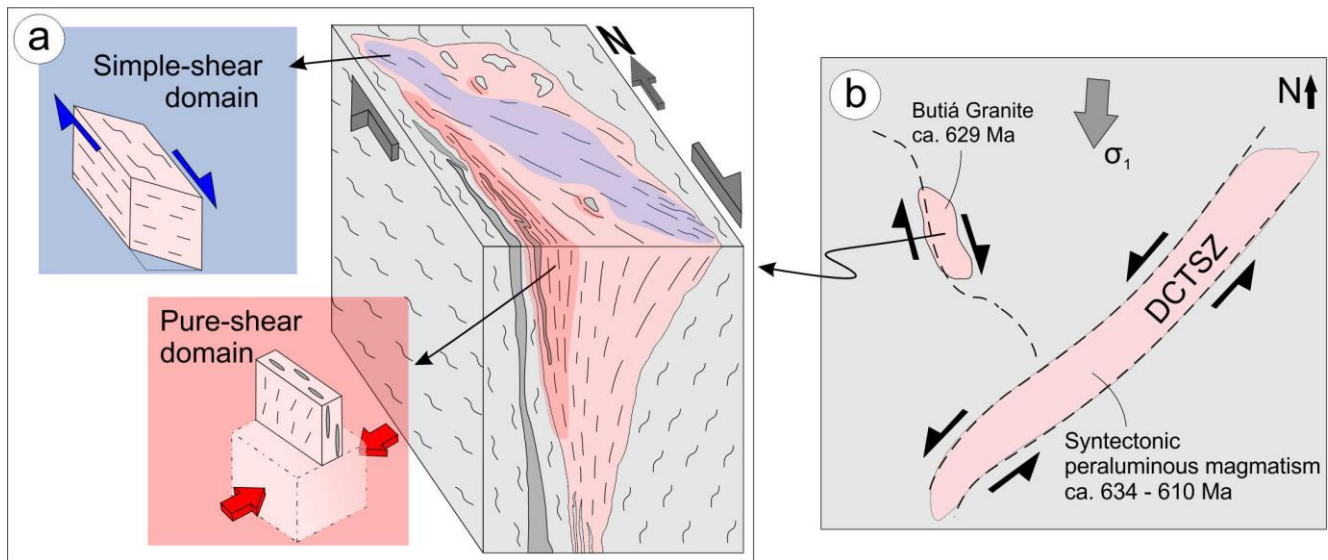 a
Simple-shear
domain
N
Pure-shear
domain
b
Butiá Granite
ca. 629 Ma
σ1
N
DCTSZ
Syntectonic
peraluminous magmatism
ca. 634 - 610 Ma